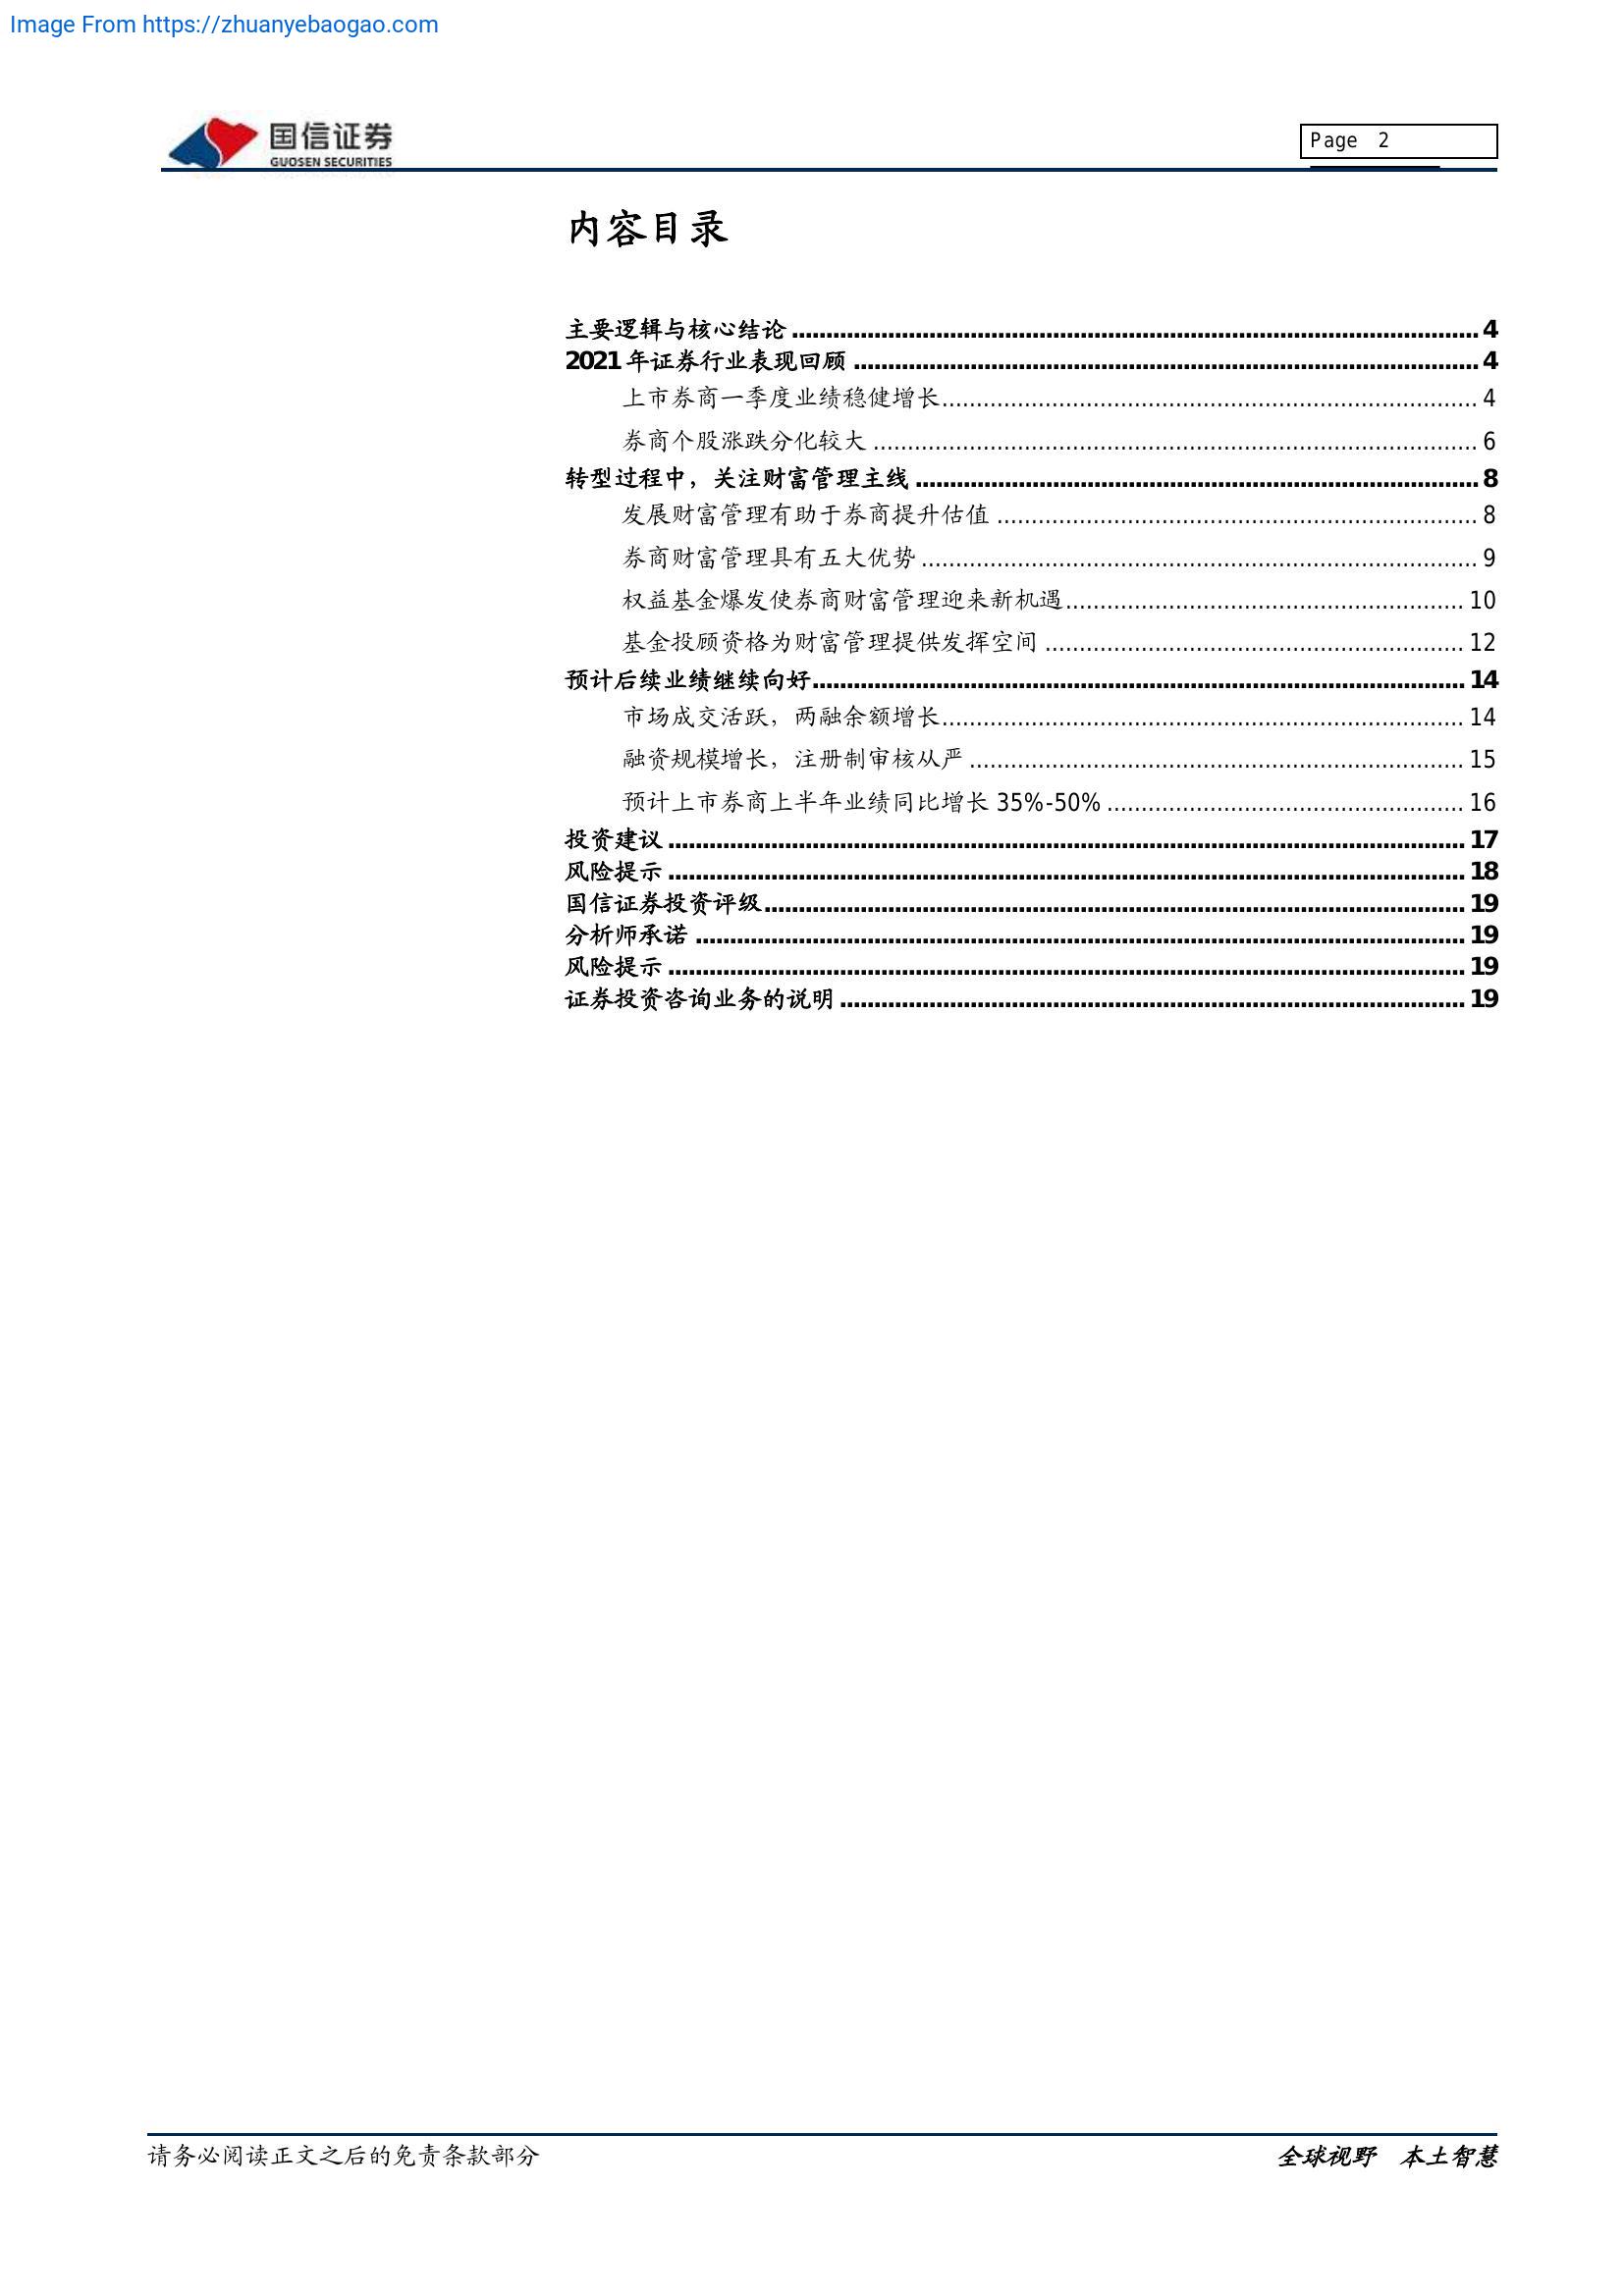 Image From https://zhuanyebaogao.com
国信证券
GUOSEN SECURITIES
Page 2
内容目录
主要逻辑与核心结论 4
2021 年证券行业表现回顾 4
上市券商一季度业绩稳健增长 4
券商个股涨跌分化较大 6
转型过程中，关注财富管理主线 8
发展财富管理有助于券商提升估值 8
券商财富管理具有五大优势 9
权益基金爆发使券商财富管理迎来新机遇 10
基金投顾资格为财富管理提供发挥空间 12
预计后续业绩继续向好 14
市场成交活跃，两融余额增长 14
融资规模增长，注册制审核从严 15
预计上市券商上半年业绩同比增长 35%-50% 16
投资建议 17
风险提示 18
国信证券投资评级 19
分析师承诺 19
风险提示 19
证券投资咨询业务的说明 19
请务必阅读正文之后的免责条款部分
全球视野 本土智慧